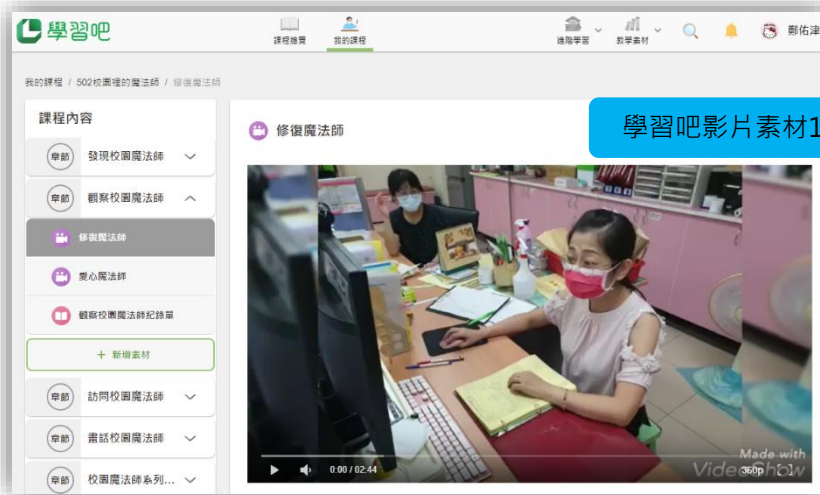 學習吧
課程總覽
我的課程
進階學習
教學素材
鄭佑津
我的課程 / 502校園裡的魔法師 / 修復魔法師
課程內容
章節 發現校園魔法師
章節 觀察校園魔法師
修復魔法師
愛心魔法師
觀察校園魔法師紀錄單
+ 新增素材
章節 訪問校園魔法師
章節 畫話校園魔法師
章節 校園魔法師系列...
修復魔法師
學習吧影片素材1
0:00 / 02:44
360p
Made with
VideoShow